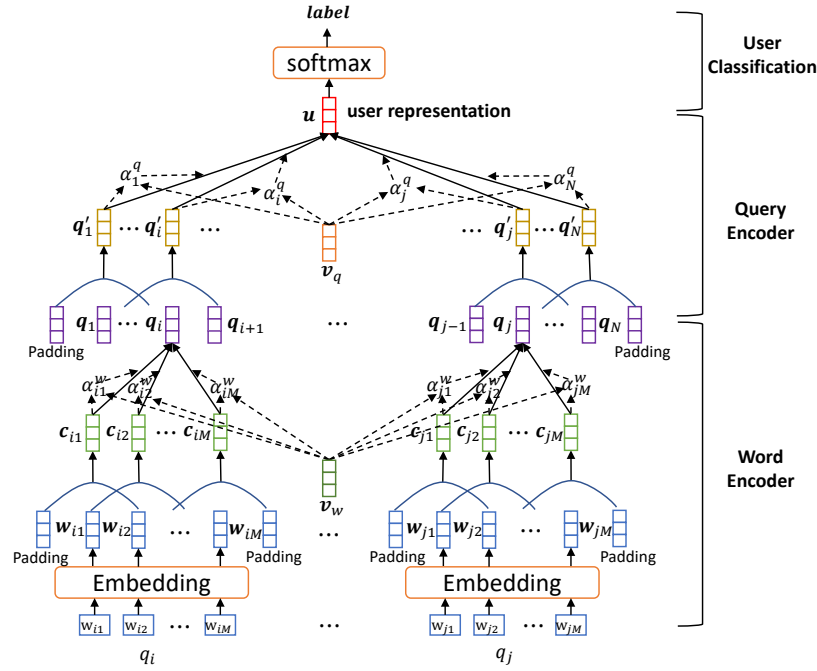 label
softmax
User
Classification
u user representation
α_1^q α_i^q α_j^q α_N^q
q′_1 ... q′_i ... ... q′_j ... q′_N
v_q
Query
Encoder
q_1 ... q_i q_{i+1} ... q_{j−1} q_j ... q_N
Padding Padding
α_{i1}^w α_{i2}^w α_{iM}^w α_{j1}^w α_{j2}^w α_{jM}^w
c_{i1} c_{i2} ... c_{iM} c_{j1} c_{j2} ... c_{jM}
v_w
Word
Encoder
w_{i1} w_{i2} ... w_{iM} ... w_{j1} w_{j2} ... w_{jM}
Padding Padding Padding Padding
Embedding Embedding
w_{i1} w_{i2} ... w_{iM} ... w_{j1} w_{j2} ... w_{jM}
q_i q_j